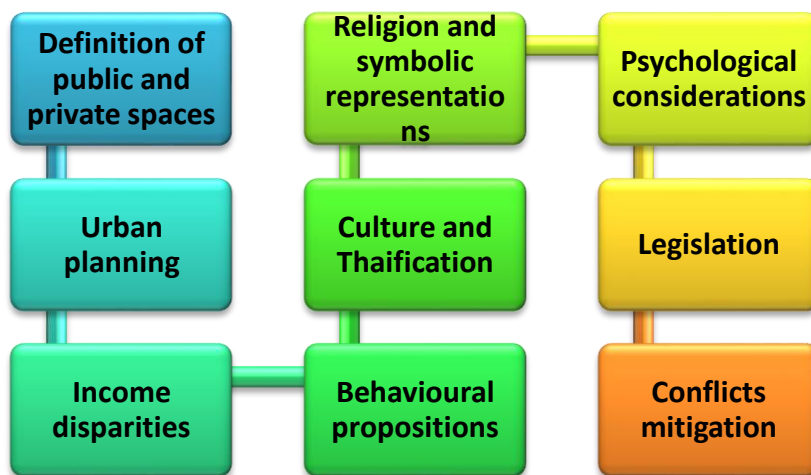 Definition of
public and
private spaces
Urban
planning
Income
disparities
Behavioural
propositions
Culture and
Thaification
Religion and
symbolic
representatio
ns
Psychological
considerations
Legislation
Conflicts
mitigation